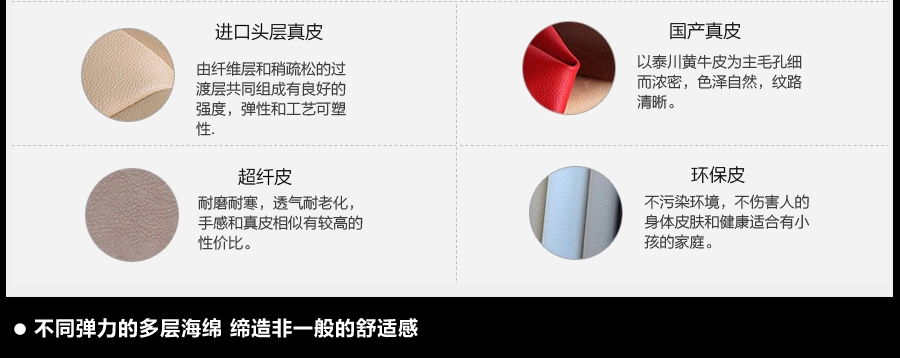 进口头层真皮
由纤维层和稍疏松的过
渡层共同组成有良好的
强度，弹性和工艺可塑
性.
国产真皮
以泰川黄牛皮为主毛孔细
而浓密，色泽自然，纹路
清晰。
超纤皮
耐磨耐寒，透气耐老化，
手感和真皮相似有较高的
性价比。
环保皮
不污染环境，不伤害人的
身体皮肤和健康适合有小
孩的家庭。
● 不同弹力的多层海绵 缔造非一般的舒适感